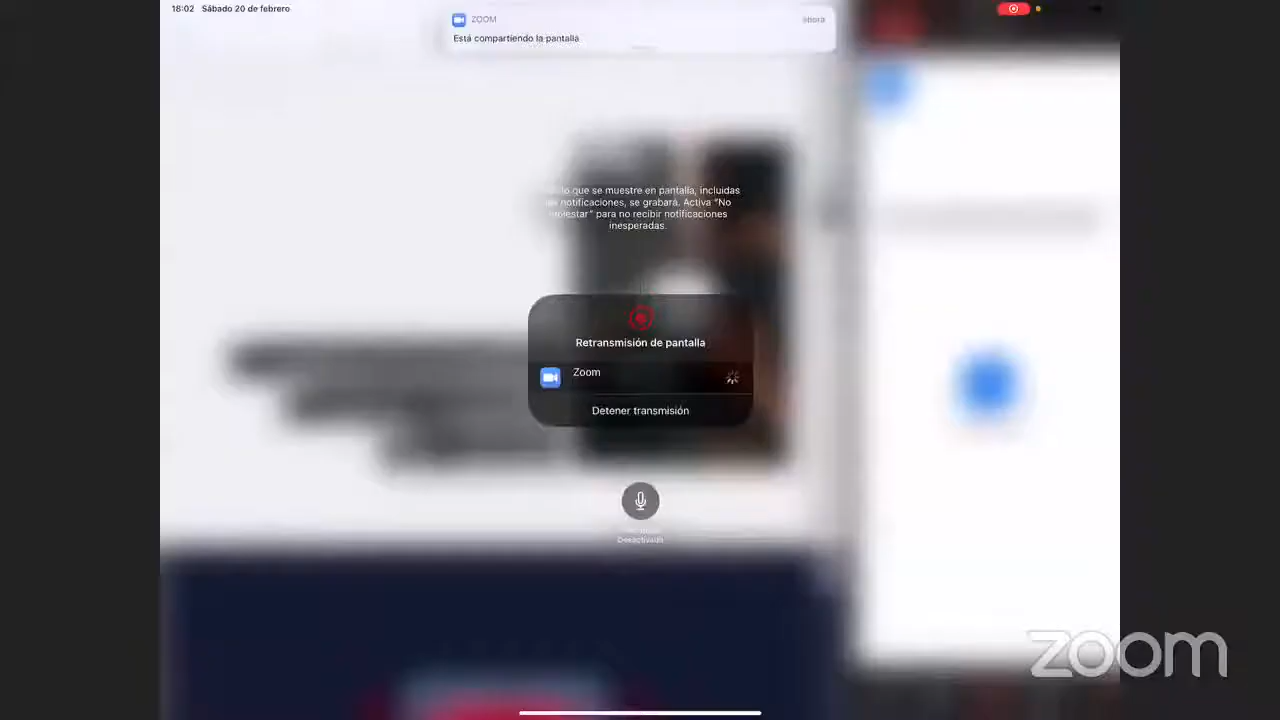 18:02 Sábado 20 de febrero
ZOOM
ahora
Está compartiendo la pantalla
lo que se muestre en pantalla, incluidas
notificaciones, se grabará. Activa “No
molestar” para no recibir notificaciones
inesperadas.
Retransmisión de pantalla
Zoom
Detener transmisión
Desactivado
zoom